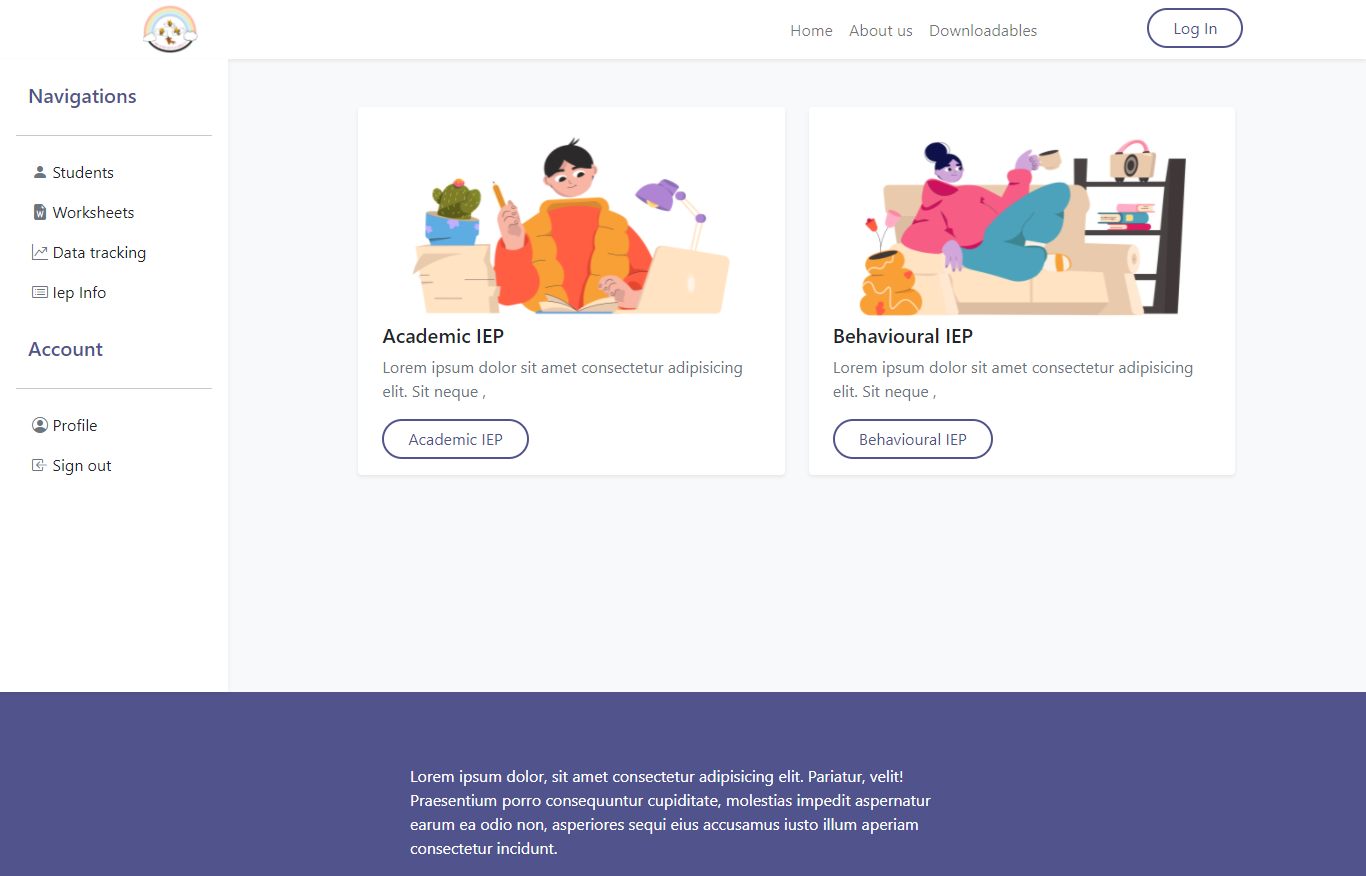 Home About us Downloadables Log In
Navigations
Students
Worksheets
Data tracking
Iep Info
Account
Profile
Sign out
Academic IEP
Lorem ipsum dolor sit amet consectetur adipisicing
elit. Sit neque ,
Academic IEP
Behavioural IEP
Lorem ipsum dolor sit amet consectetur adipisicing
elit. Sit neque ,
Behavioural IEP
Lorem ipsum dolor, sit amet consectetur adipisicing elit. Pariatur, velit!
Praesentium porro consequuntur cupiditate, molestias impedit aspernatur
earum ea odio non, asperiores sequi eius accusamus iusto illum aperiam
consectetur incidunt.